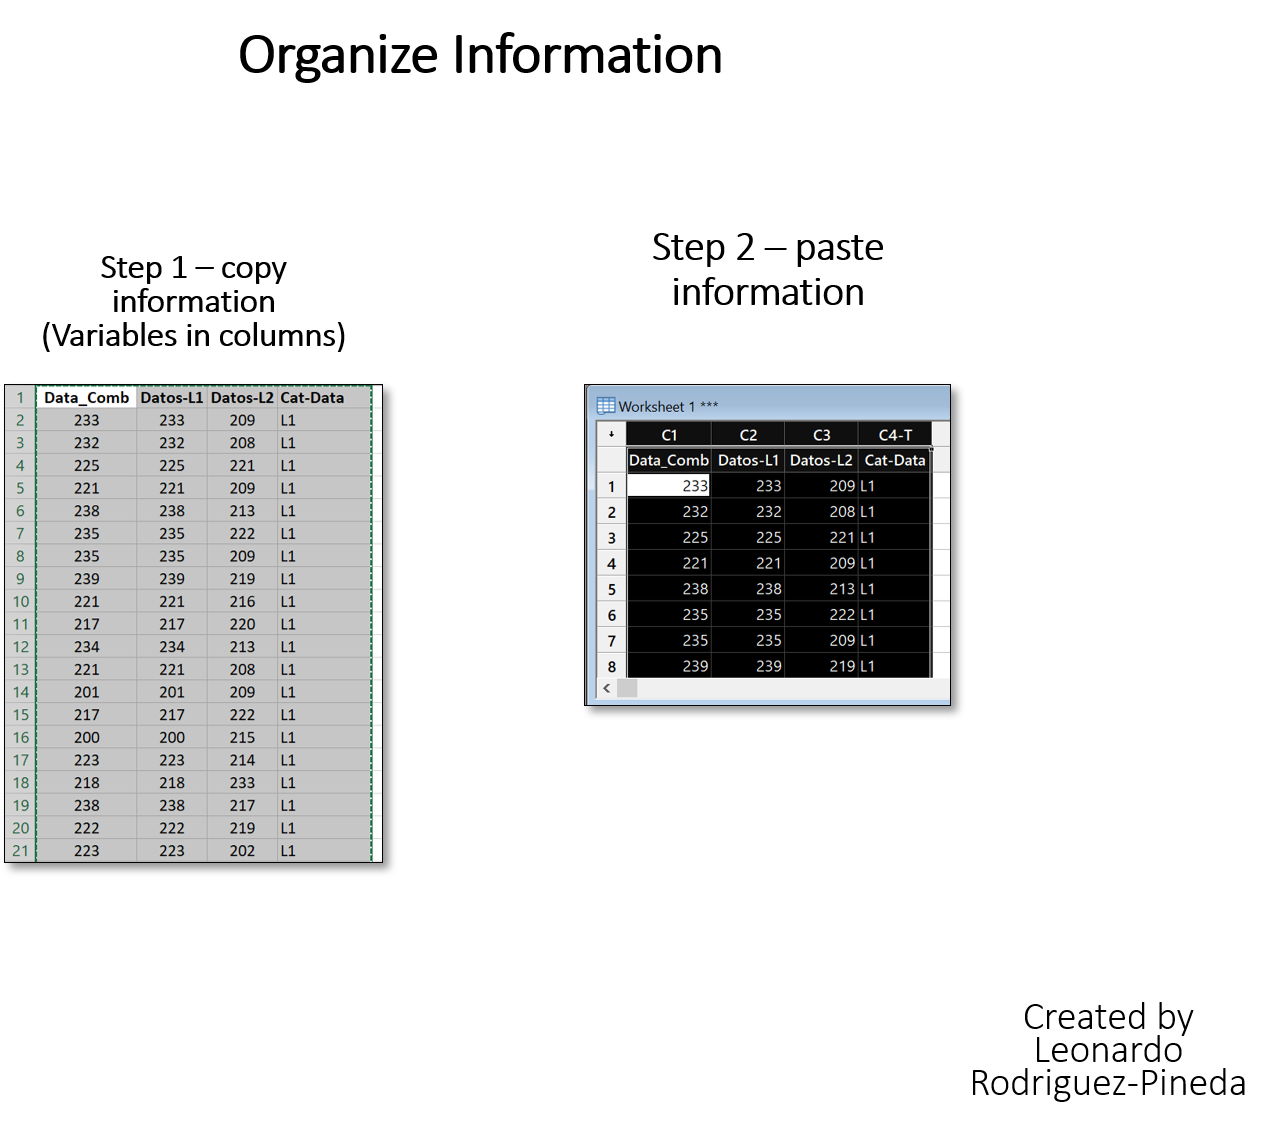 Organize Information
Step 1 – copy
information
(Variables in columns)
1 Data_Comb Datos-L1 Datos-L2 Cat-Data
2 233 233 209 L1
3 232 232 208 L1
4 225 225 221 L1
5 221 221 209 L1
6 238 238 213 L1
7 235 235 222 L1
8 235 235 209 L1
9 239 239 219 L1
10 221 221 216 L1
11 217 217 220 L1
12 234 234 213 L1
13 221 221 208 L1
14 201 201 209 L1
15 217 217 222 L1
16 200 200 215 L1
17 223 223 214 L1
18 218 218 233 L1
19 238 238 217 L1
20 222 222 219 L1
21 223 223 202 L1
Step 2 – paste
information
Worksheet 1 ***
C1 C2 C3 C4-T
Data_Comb Datos-L1 Datos-L2 Cat-Data
1 233 233 209 L1
2 232 232 208 L1
3 225 225 221 L1
4 221 221 209 L1
5 238 238 213 L1
6 235 235 222 L1
7 235 235 209 L1
8 239 239 219 L1
Created by
Leonardo
Rodriguez-Pineda